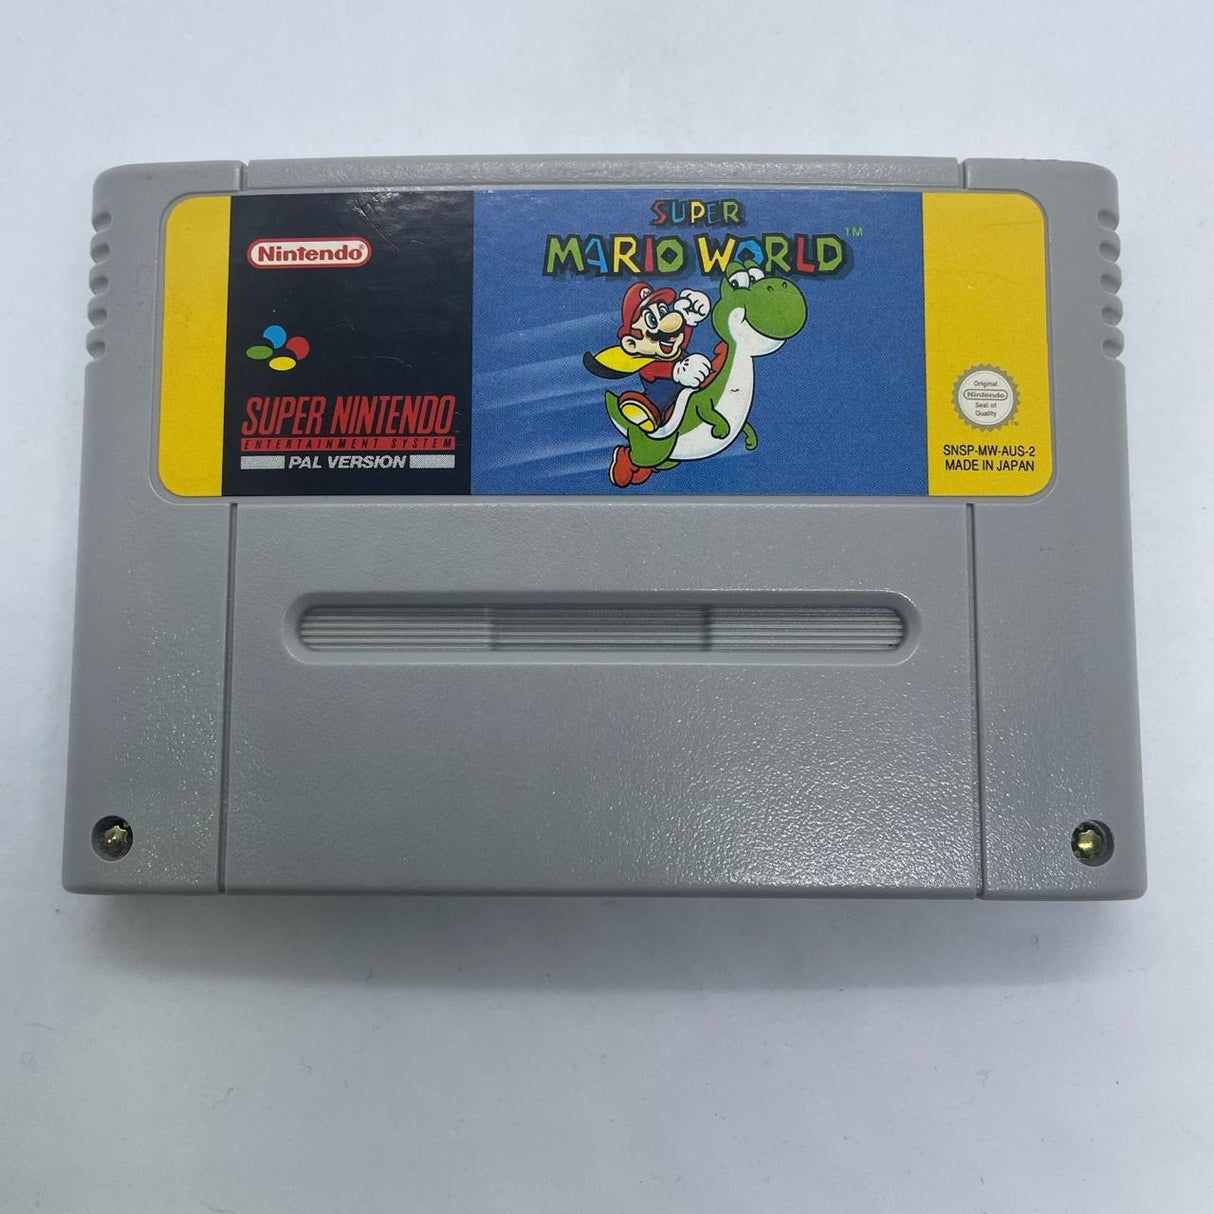 Nintendo®
SUPER NINTENDO
ENTERTAINMENT SYSTEM
PAL VERSION
SUPER
MARIO WORLD™
Original
Nintendo
Seal of
Quality
TM
SNSP-MW-AUS-2
MADE IN JAPAN